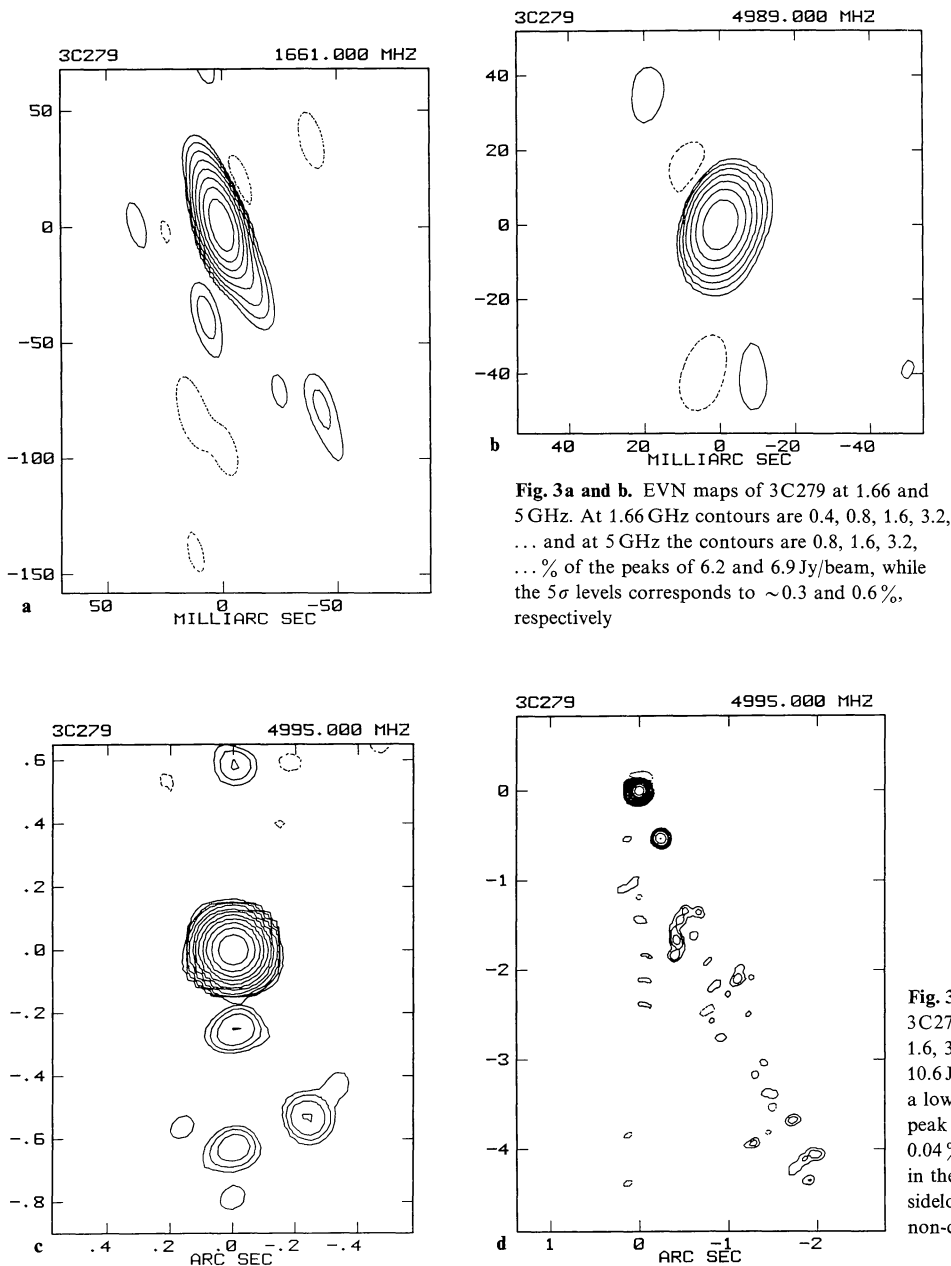 3C279 1661.000 MHZ
50
0
-50
-100
-150
50 0 -50
MILLIARC SEC
a
3C279 4989.000 MHZ
40
20
0
-20
-40
40 20 0 -20 -40
MILLIARC SEC
b
Fig. 3a and b. EVN maps of 3C279 at 1.66 and
5 GHz. At 1.66 GHz contours are 0.4, 0.8, 1.6, 3.2,
... and at 5 GHz the contours are 0.8, 1.6, 3.2,
... % of the peaks of 6.2 and 6.9 Jy/beam, while
the 5σ levels corresponds to ~0.3 and 0.6%,
respectively
3C279 4995.000 MHZ
.6
.4
.2
.0
-.2
-.4
-.6
-.8
.4 .2 .0 -.2 -.4
ARC SEC
c
3C279 4995.000 MHZ
0
-1
-2
-3
-4
1 0 -1 -2
ARC SEC
d
Fig. 3
3C27
1.6, 3
10.6 J
a low
peak
0.04%
in the
sidelo
non-c